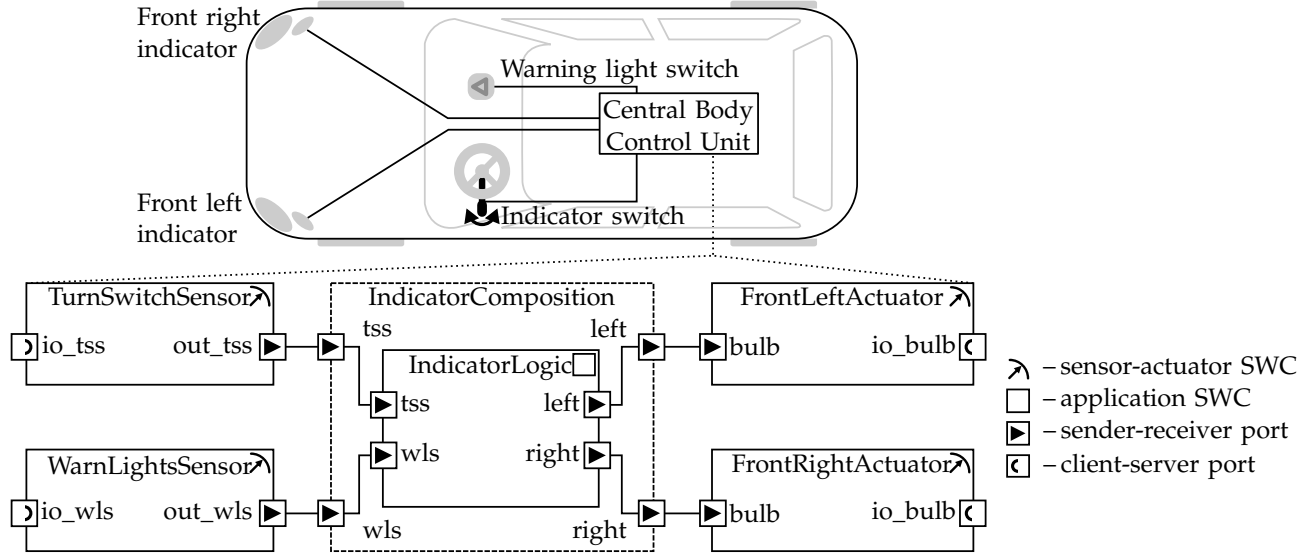 Front right
indicator
Warning light switch
Central Body
Control Unit
Front left
indicator
Indicator switch
TurnSwitchSensor
io_tss
out_tss
IndicatorComposition
tss
left
IndicatorLogic
tss
left
wls
right
wls
right
FrontLeftActuator
bulb
io_bulb
WarnLightsSensor
io_wls
out_wls
FrontRightActuator
bulb
io_bulb
– sensor-actuator SWC
– application SWC
– sender-receiver port
– client-server port